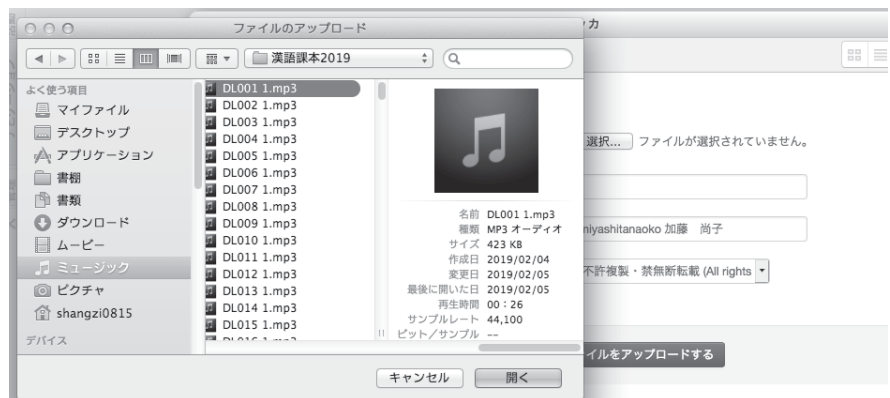 ファイルのアップロード
漢語課本2019
よく使う項目
マイファイル
デスクトップ
アプリケーション
書棚
書類
ダウンロード
ムービー
ミュージック
ピクチャ
shangzi0815
デバイス
DL001 1.mp3
DL002 1.mp3
DL003 1.mp3
DL004 1.mp3
DL005 1.mp3
DL006 1.mp3
DL007 1.mp3
DL008 1.mp3
DL009 1.mp3
DL010 1.mp3
DL011 1.mp3
DL012 1.mp3
DL013 1.mp3
DL014 1.mp3
DL015 1.mp3
DL016 1.mp3
名前 DL001 1.mp3
種類 MP3 オーディオ
サイズ 423 KB
作成日 2019/02/04
変更日 2019/02/05
最後に開いた日 2019/02/05
再生時間 00：26
サンプルレート 44,100
ビット／サンプル --
キャンセル
開く
カ
選択... ファイルが選択されていません。
miyashitanaoko 加藤　尚子
不許複製・禁無断転載 (All rights
イルをアップロードする